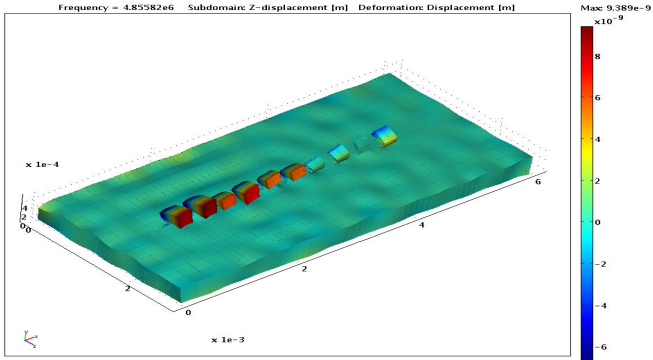 Frequency = 4.85582e6 Subdomain: Z-displacement [m] Deformation: Displacement [m]
Max: 9.389e-9
x10^-9
8
6
4
2
0
-2
-4
-6
x 1e-4
4
2
0
0
2
6
4
2
0
x 1e-3
y
x
z